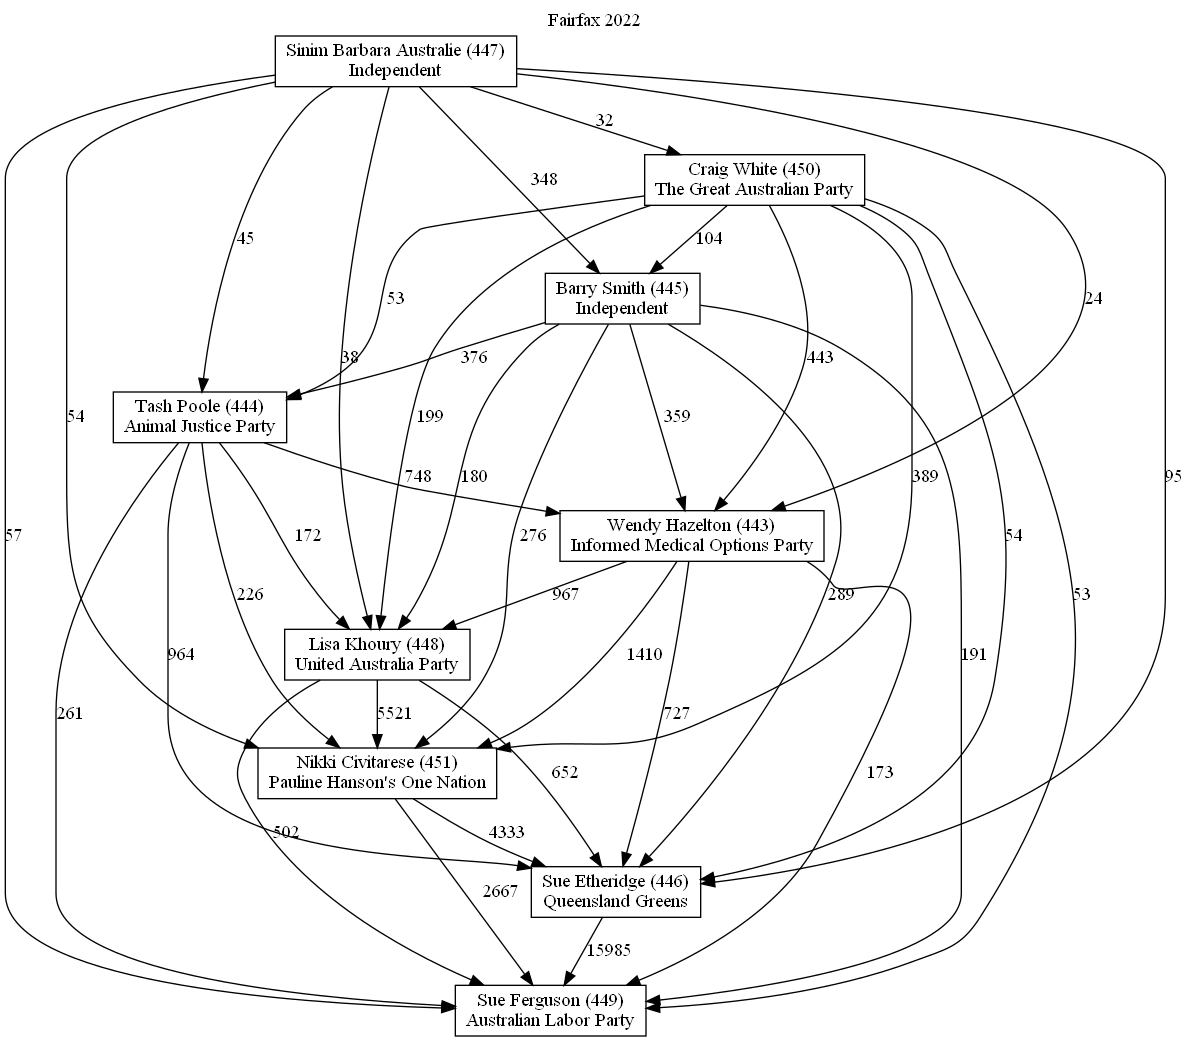 Fairfax 2022
Sinim Barbara Australie (447)
Independent
32
Craig White (450)
The Great Australian Party
348
45
104
53
Barry Smith (445)
Independent
24
38
376
443
Tash Poole (444)
Animal Justice Party
54
199
359
748
180
389
95
Wendy Hazelton (443)
Informed Medical Options Party
57
172
276
54
226
967
289
53
Lisa Khoury (448)
United Australia Party
964
1410
191
261
5521
727
Nikki Civitarese (451)
Pauline Hanson's One Nation
652
173
502
4333
Sue Etheridge (446)
Queensland Greens
2667
15985
Sue Ferguson (449)
Australian Labor Party